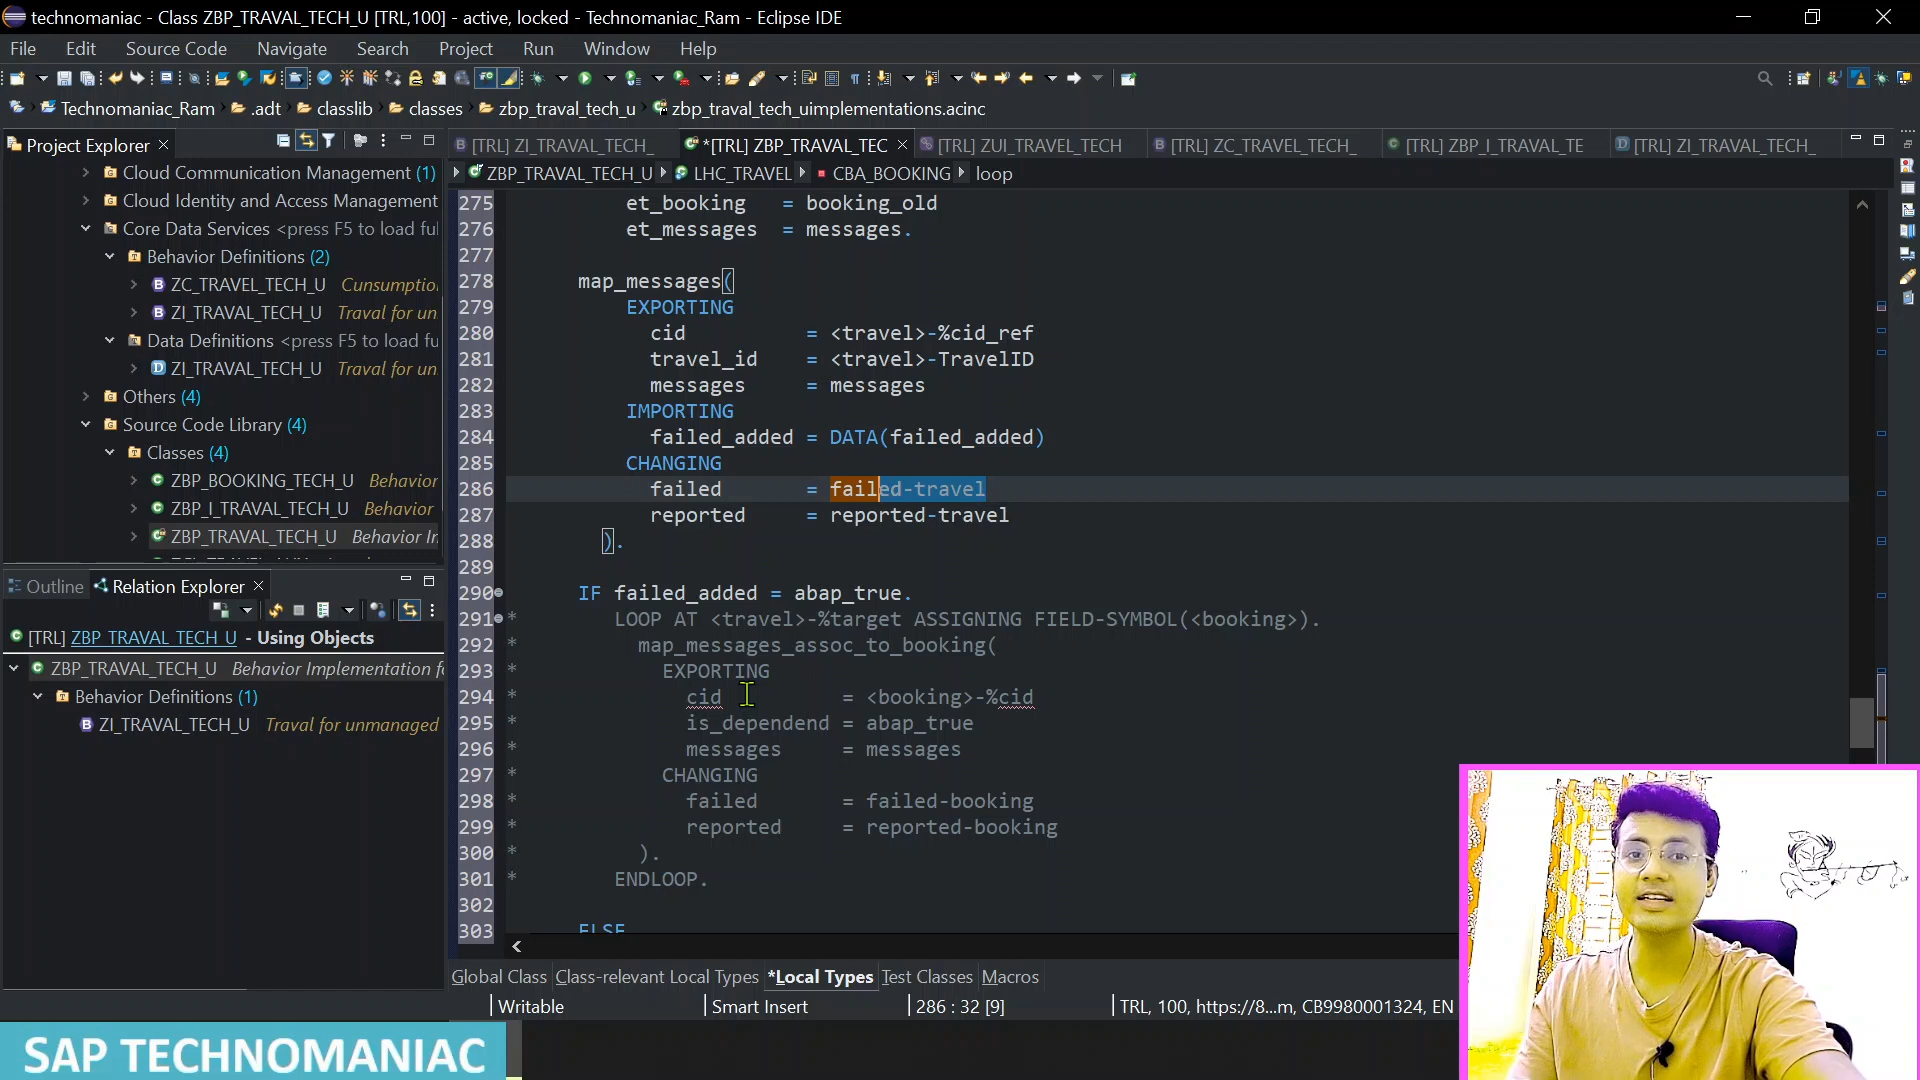 technomaniac - Class ZBP_TRAVAL_TECH_U [TRL,100] - active, locked - Technomaniac_Ram - Eclipse IDE
File Edit Source Code Navigate Search Project Run Window Help
Technomaniac_Ram .adt classlib classes zbp_traval_tech_u zbp_traval_tech_uimplementations.acinc
Project Explorer
Cloud Communication Management (1)
Cloud Identity and Access Management
Core Data Services <press F5 to load ful
Behavior Definitions (2)
ZC_TRAVEL_TECH_U Cunsumption
ZI_TRAVAL_TECH_U Traval for un
Data Definitions <press F5 to load fu
ZI_TRAVAL_TECH_U Traval for un
Others (4)
Source Code Library (4)
Classes (4)
ZBP_BOOKING_TECH_U Behavior
ZBP_I_TRAVAL_TECH_U Behavior
ZBP_TRAVAL_TECH_U Behavior In
Outline Relation Explorer
[TRL] ZBP_TRAVAL_TECH_U - Using Objects
ZBP_TRAVAL_TECH_U Behavior Implementation f
Behavior Definitions (1)
ZI_TRAVAL_TECH_U Traval for unmanaged
[TRL] ZI_TRAVAL_TECH_ *[TRL] ZBP_TRAVAL_TEC [TRL] ZUI_TRAVEL_TECH [TRL] ZC_TRAVEL_TECH_ [TRL] ZBP_I_TRAVAL_TE [TRL] ZI_TRAVAL_TECH_
ZBP_TRAVAL_TECH_U LHC_TRAVEL CBA_BOOKING loop
275 et_booking = booking_old
276 et_messages = messages.
277
278 map_messages(
279 EXPORTING
280 cid = <travel>-%cid_ref
281 travel_id = <travel>-TravelID
282 messages = messages
283 IMPORTING
284 failed_added = DATA(failed_added)
285 CHANGING
286 failed = failed-travel
287 reported = reported-travel
288 ).
289
290 IF failed_added = abap_true.
291 * LOOP AT <travel>-%target ASSIGNING FIELD-SYMBOL(<booking>).
292 * map_messages_assoc_to_booking(
293 * EXPORTING
294 * cid = <booking>-%cid
295 * is_dependend = abap_true
296 * messages = messages
297 * CHANGING
298 * failed = failed-booking
299 * reported = reported-booking
300 * ).
301 * ENDLOOP.
302
303 ELSE
Global Class Class-relevant Local Types *Local Types Test Classes Macros
Writable Smart Insert 286 : 32 [9] TRL, 100, https://8...m, CB9980001324, EN
SAP TECHNOMANIAC